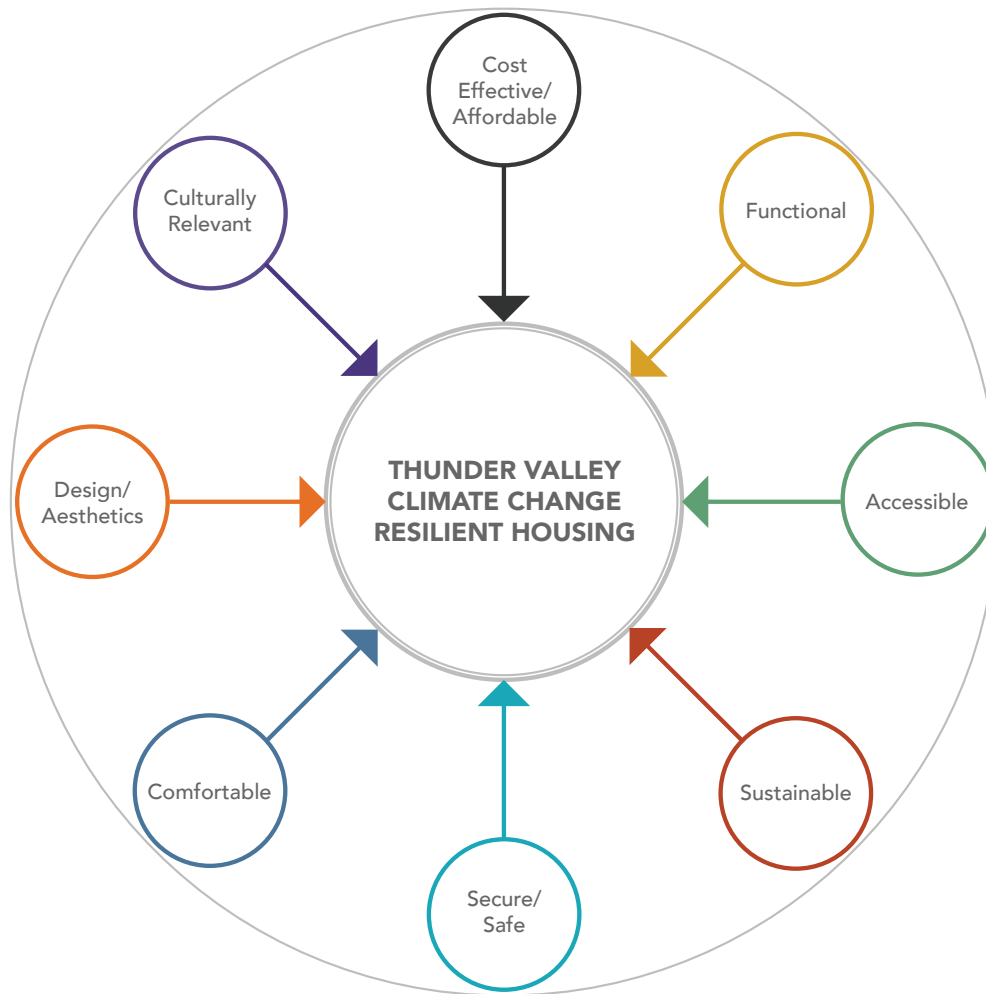 Cost
Effective/
Affordable
Culturally
Relevant
Functional
THUNDER VALLEY
CLIMATE CHANGE
RESILIENT HOUSING
Design/
Aesthetics
Accessible
Comfortable
Sustainable
Secure/
Safe